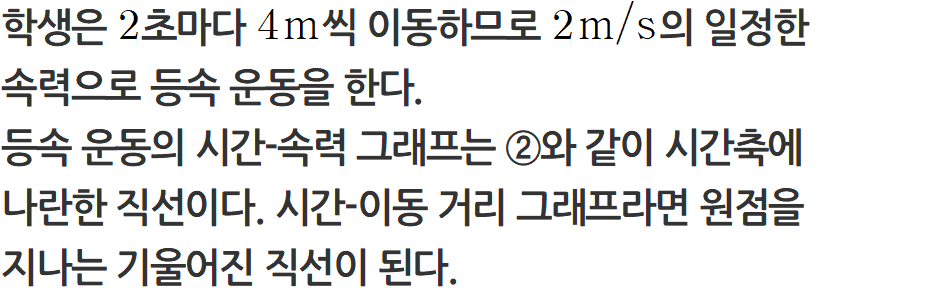 학생은 2초마다 4m씩 이동하므로 2m/s의 일정한
속력으로 등속 운동을 한다.
등속 운동의 시간-속력 그래프는 ②와 같이 시간축에
나란한 직선이다. 시간-이동 거리 그래프라면 원점을
지나는 기울어진 직선이 된다.